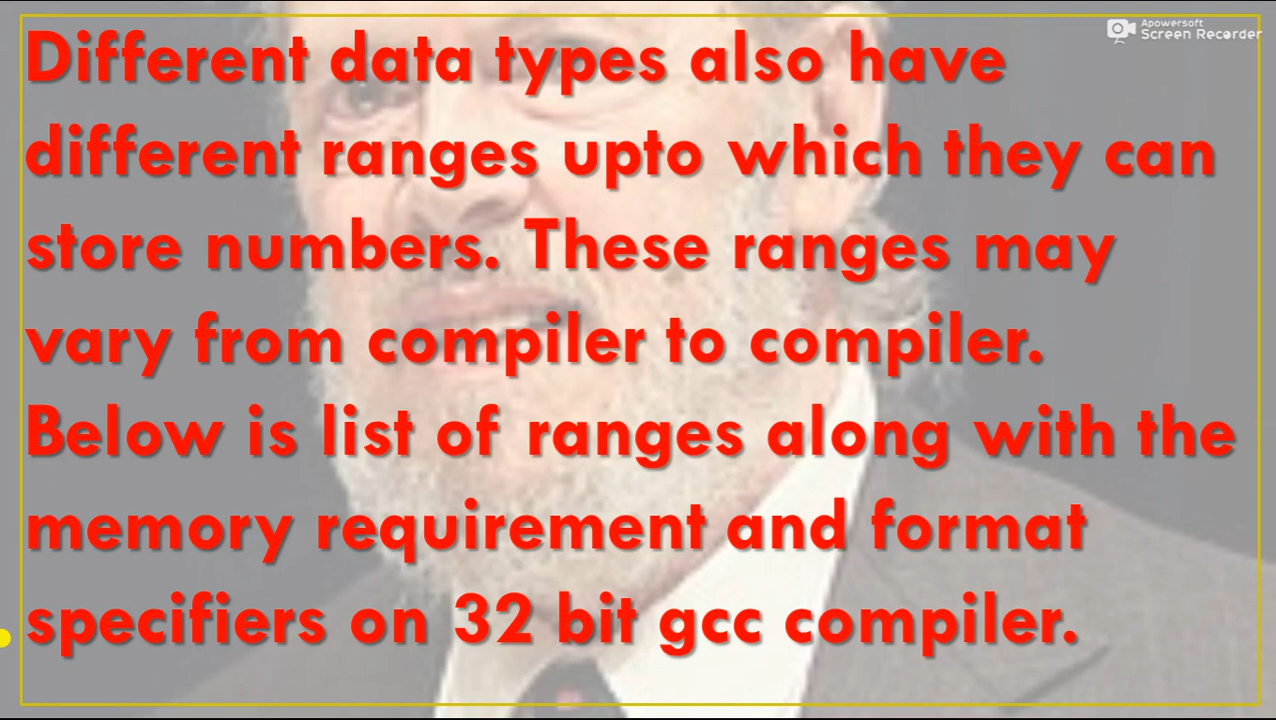 Apowersoft
Screen Recorder
Different data types also have
different ranges upto which they can
store numbers. These ranges may
vary from compiler to compiler.
Below is list of ranges along with the
memory requirement and format
specifiers on 32 bit gcc compiler.